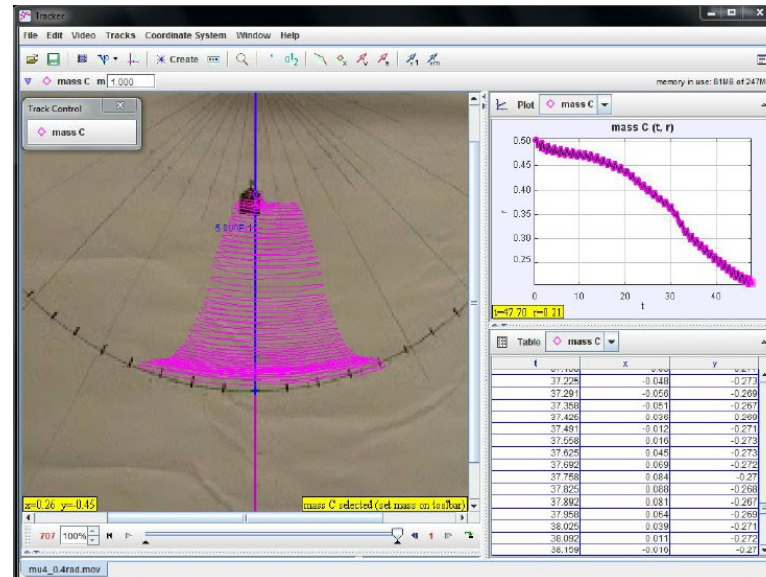 Tracker
File Edit Video Tracks Coordinate System Window Help
Create
mass C m 1.000
memory in use: 81MB of 247M
Track Control
mass C
Plot mass C
mass C (t, r)
0.50
0.45
0.40
0.35
0.30
0.25
r
0 10 20 30 40
t
t=47.70 r=0.21
Table mass C
t x y
37.225 -0.048 -0.273
37.291 -0.056 -0.269
37.358 -0.051 -0.267
37.425 0.036 0.269
37.491 -0.012 -0.271
37.558 0.016 -0.273
37.625 0.045 -0.273
37.692 0.069 -0.272
37.758 0.084 -0.27
37.825 0.088 -0.268
37.892 0.081 -0.267
37.958 0.064 -0.269
38.025 0.039 -0.271
38.092 0.011 -0.272
38.159 -0.016 -0.27
x=0.26 y=-0.45
mass C selected (set mass on toolbar)
707 100% 1
mu4_0.4rad.mov